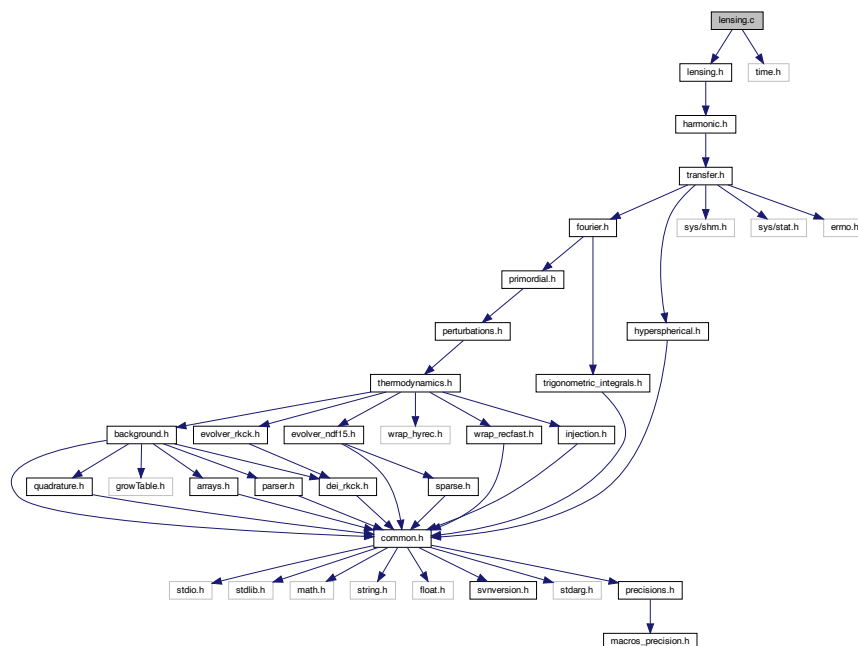 lensing.c
lensing.h
time.h
harmonic.h
transfer.h
fourier.h
sys/shm.h
sys/stat.h
errno.h
primordial.h
perturbations.h
hyperspherical.h
thermodynamics.h
trigonometric_integrals.h
background.h
evolver_rkck.h
evolver_ndf15.h
wrap_hyrec.h
wrap_recfast.h
injection.h
quadrature.h
growTable.h
arrays.h
parser.h
dei_rkck.h
sparse.h
common.h
stdio.h
stdlib.h
math.h
string.h
float.h
svnversion.h
stdarg.h
precisions.h
macros_precision.h